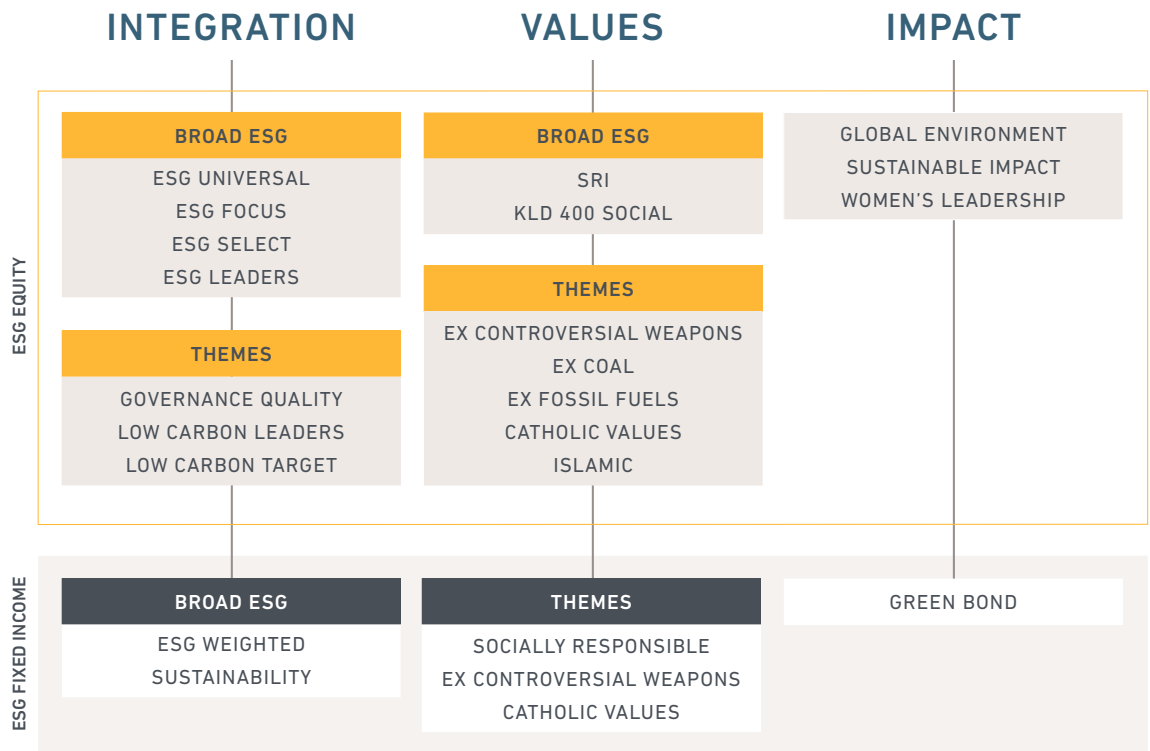 INTEGRATION
VALUES
IMPACT
ESG EQUITY
BROAD ESG
ESG UNIVERSAL
ESG FOCUS
ESG SELECT
ESG LEADERS
THEMES
GOVERNANCE QUALITY
LOW CARBON LEADERS
LOW CARBON TARGET
BROAD ESG
SRI
KLD 400 SOCIAL
THEMES
EX CONTROVERSIAL WEAPONS
EX COAL
EX FOSSIL FUELS
CATHOLIC VALUES
ISLAMIC
GLOBAL ENVIRONMENT
SUSTAINABLE IMPACT
WOMEN'S LEADERSHIP
ESG FIXED INCOME
BROAD ESG
ESG WEIGHTED
SUSTAINABILITY
THEMES
SOCIALLY RESPONSIBLE
EX CONTROVERSIAL WEAPONS
CATHOLIC VALUES
GREEN BOND